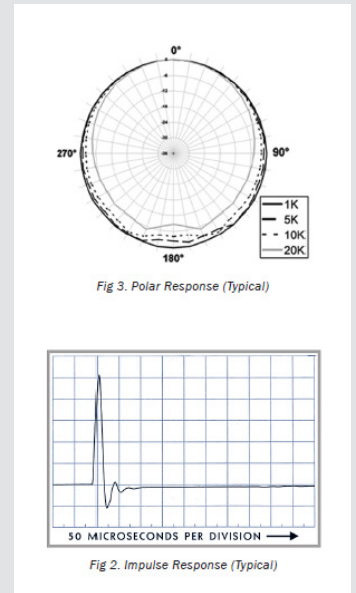 0°
270°
90°
180°
1K
5K
10K
20K
Fig 3. Polar Response (Typical)
50 MICROSECONDS PER DIVISION
Fig 2. Impulse Response (Typical)